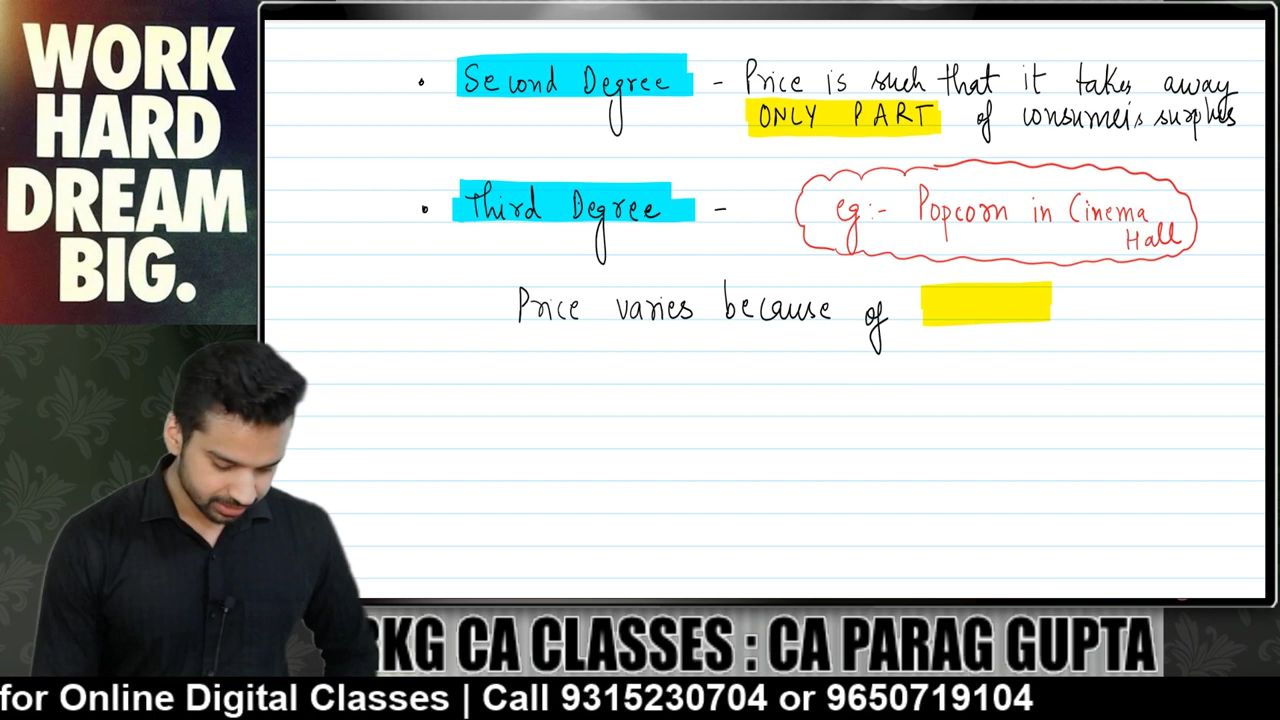 WORK
HARD
DREAM
BIG.
• Second Degree - Price is such that it takes away
ONLY PART of consumer's surplus
• Third Degree - eg:- Popcorn in Cinema
Hall
Price varies because of
KG CA CLASSES : CA PARAG GUPTA
for Online Digital Classes | Call 9315230704 or 9650719104